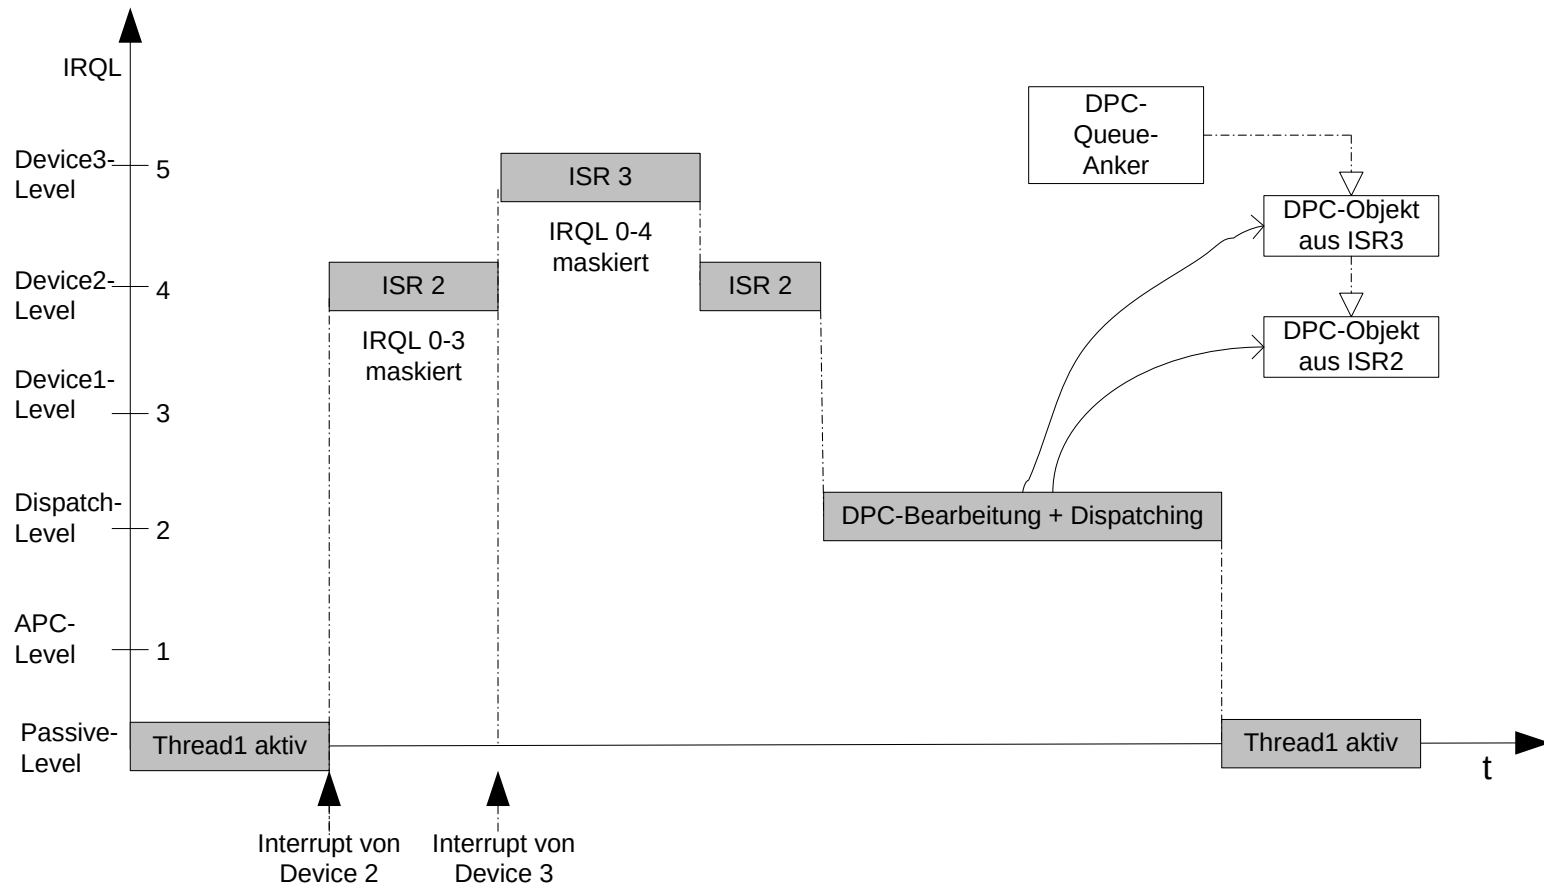 IRQL
DPC-
Queue-
Anker
Device3-
Level
5
ISR 3
IRQL 0-4
maskiert
DPC-Objekt
aus ISR3
Device2-
Level
4
ISR 2
ISR 2
IRQL 0-3
maskiert
DPC-Objekt
aus ISR2
Device1-
Level
3
Dispatch-
Level
2
DPC-Bearbeitung + Dispatching
APC-
Level
1
Passive-
Level
Thread1 aktiv
Thread1 aktiv
t
Interrupt von
Device 2
Interrupt von
Device 3